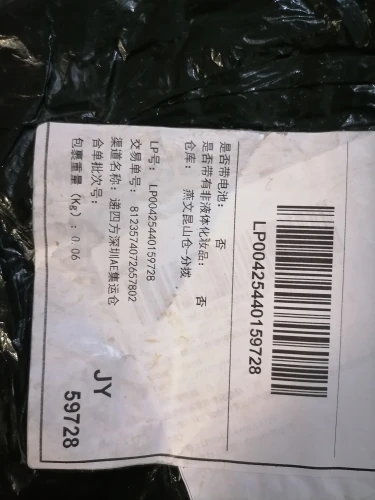 LP00425440159728
是否带电池： 否
是否带有非液体化妆品： 否
仓库： 燕文昆山仓-分拨
LP号： LP00425440159728
交易单号： 8123574072657802
渠道名称：递四方深圳AE集运仓
合单批次号：
包裹重量（Kg）：0.06
JY
59728